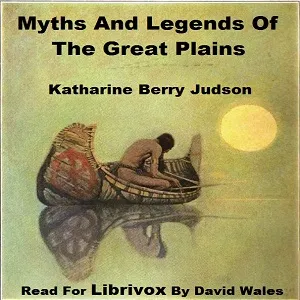 Myths And Legends Of
The Great Plains
Katharine Berry Judson
Read For Librivox By David Wales